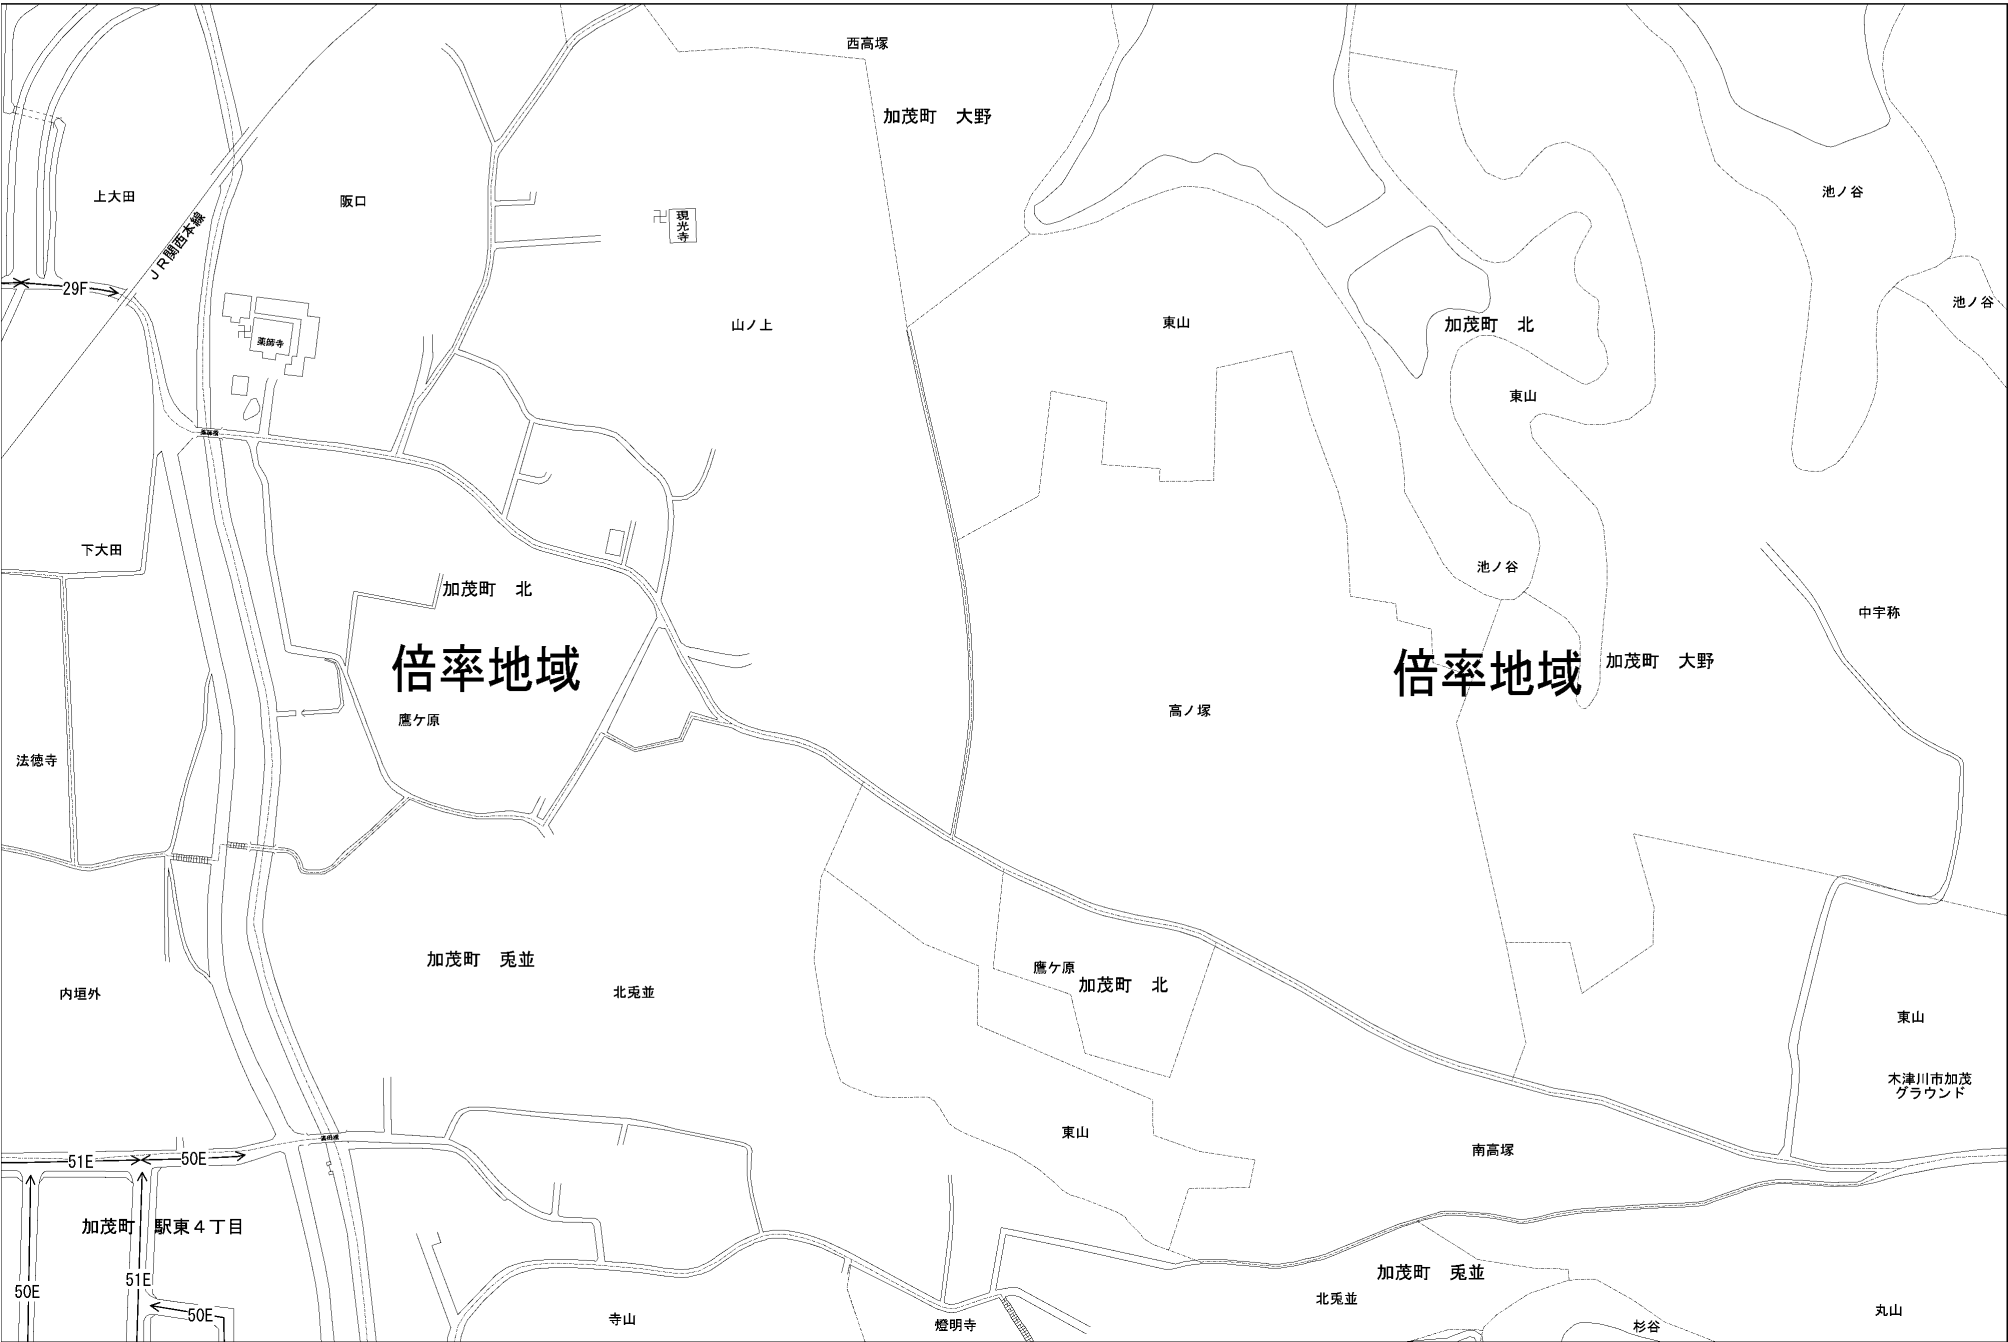 西高塚
加茂町　大野
上大田
阪口
池ノ谷
現光寺
ＪＲ関西本線
29F
池ノ谷
山ノ上
東山
加茂町　北
薬師寺
東山
下大田
池ノ谷
加茂町　北
中宇称
倍率地域
倍率地域
加茂町　大野
高ノ塚
鷹ケ原
法徳寺
加茂町　兎並
鷹ケ原
加茂町　北
内垣外
北兎並
東山
木津川市加茂
グラウンド
東山
南高塚
51E
50E
加茂町　駅東４丁目
51E
50E
50E
加茂町　兎並
北兎並
丸山
寺山
燈明寺
杉谷